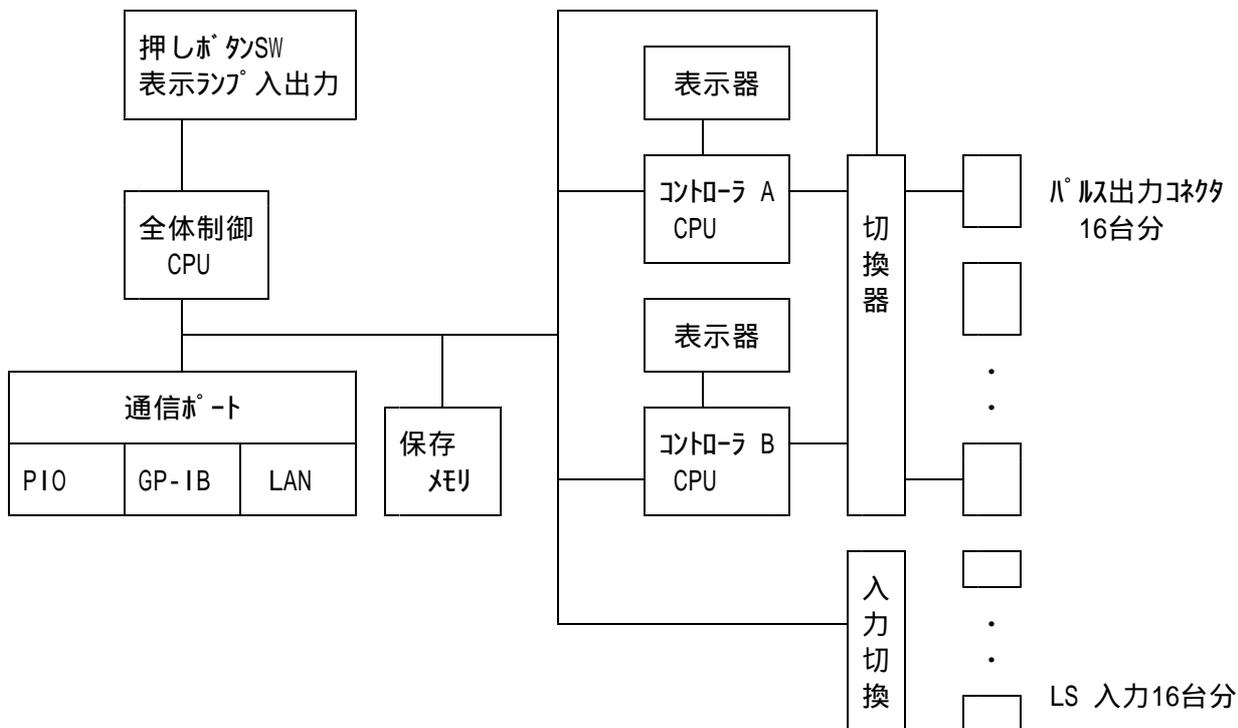 押しボタンSW
表示ランプ入出力
表示器
コントローラ A
CPU
切換器
パルス出力コネクタ
16台分
全体制御
CPU
表示器
通信ポート
PIO
GP-IB
LAN
保存
メモリ
コントローラ B
CPU
入力切換
LS 入力16台分